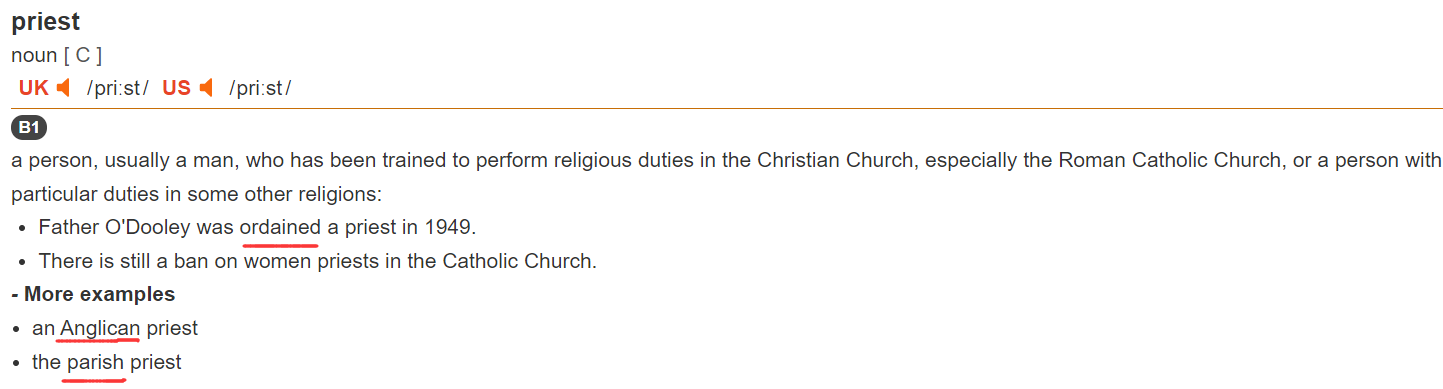 priest
noun [ C ]
UK /priːst/ US /priːst/
B1
a person, usually a man, who has been trained to perform religious duties in the Christian Church, especially the Roman Catholic Church, or a person with
particular duties in some other religions:
• Father O'Dooley was ordained a priest in 1949.
• There is still a ban on women priests in the Catholic Church.
- More examples
• an Anglican priest
• the parish priest